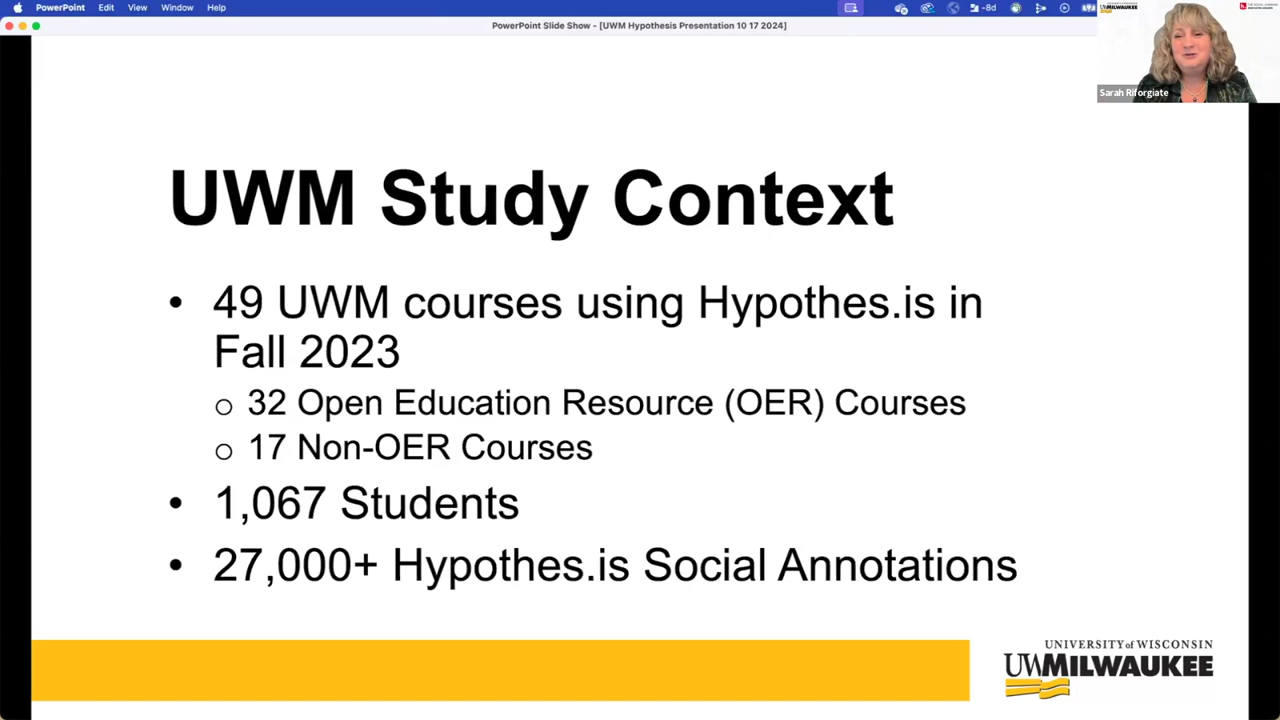 PowerPoint Edit View Window Help
-8d
PowerPoint Slide Show - [UWM Hypothesis Presentation 10 17 2024]
MILWAUKEE
Sarah Riforgiate
UWM Study Context
• 49 UWM courses using Hypothes.is in
Fall 2023
o 32 Open Education Resource (OER) Courses
o 17 Non-OER Courses
• 1,067 Students
• 27,000+ Hypothes.is Social Annotations
UNIVERSITY of WISCONSIN
UWMILWAUKEE